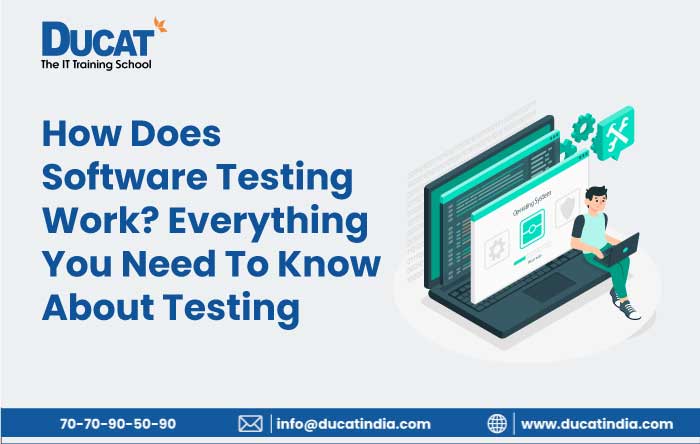 DUCAT
The IT Training School
How Does
Software Testing
Work? Everything
You Need To Know
About Testing
Operating System
70-70-90-50-90
info@ducatindia.com
www.ducatindia.com